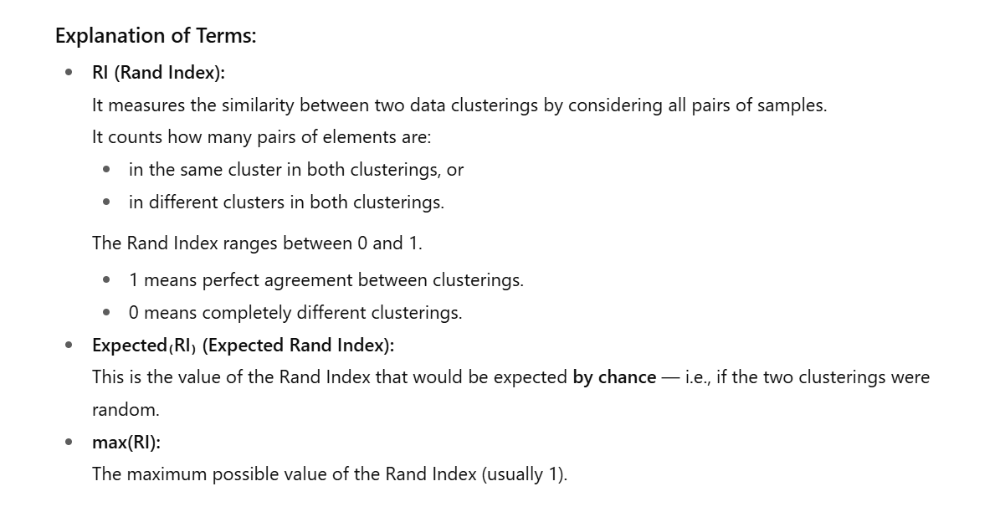 Explanation of Terms:
• RI (Rand Index):
It measures the similarity between two data clusterings by considering all pairs of samples.
It counts how many pairs of elements are:
• in the same cluster in both clusterings, or
• in different clusters in both clusterings.
The Rand Index ranges between 0 and 1.
• 1 means perfect agreement between clusterings.
• 0 means completely different clusterings.
• Expected₍RI₎ (Expected Rand Index):
This is the value of the Rand Index that would be expected by chance — i.e., if the two clusterings were
random.
• max(RI):
The maximum possible value of the Rand Index (usually 1).